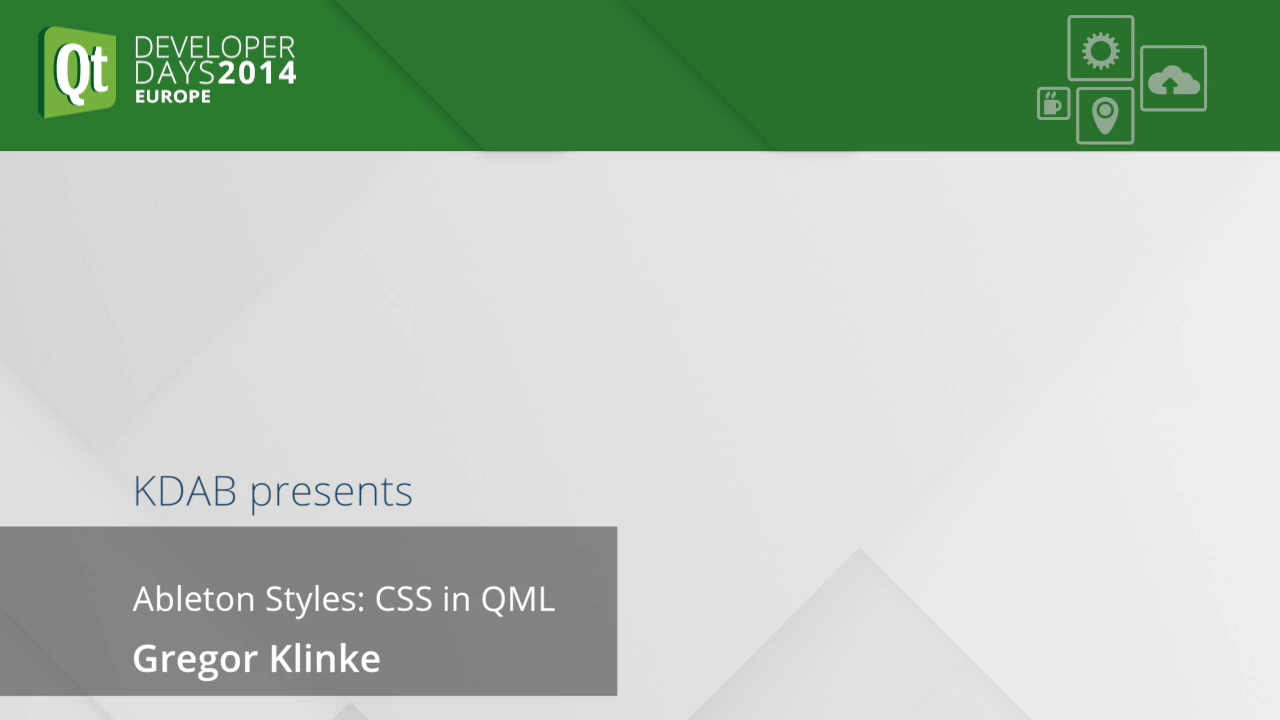 Qt
DEVELOPER
DAYS2014
EUROPE
KDAB presents
Ableton Styles: CSS in QML
Gregor Klinke